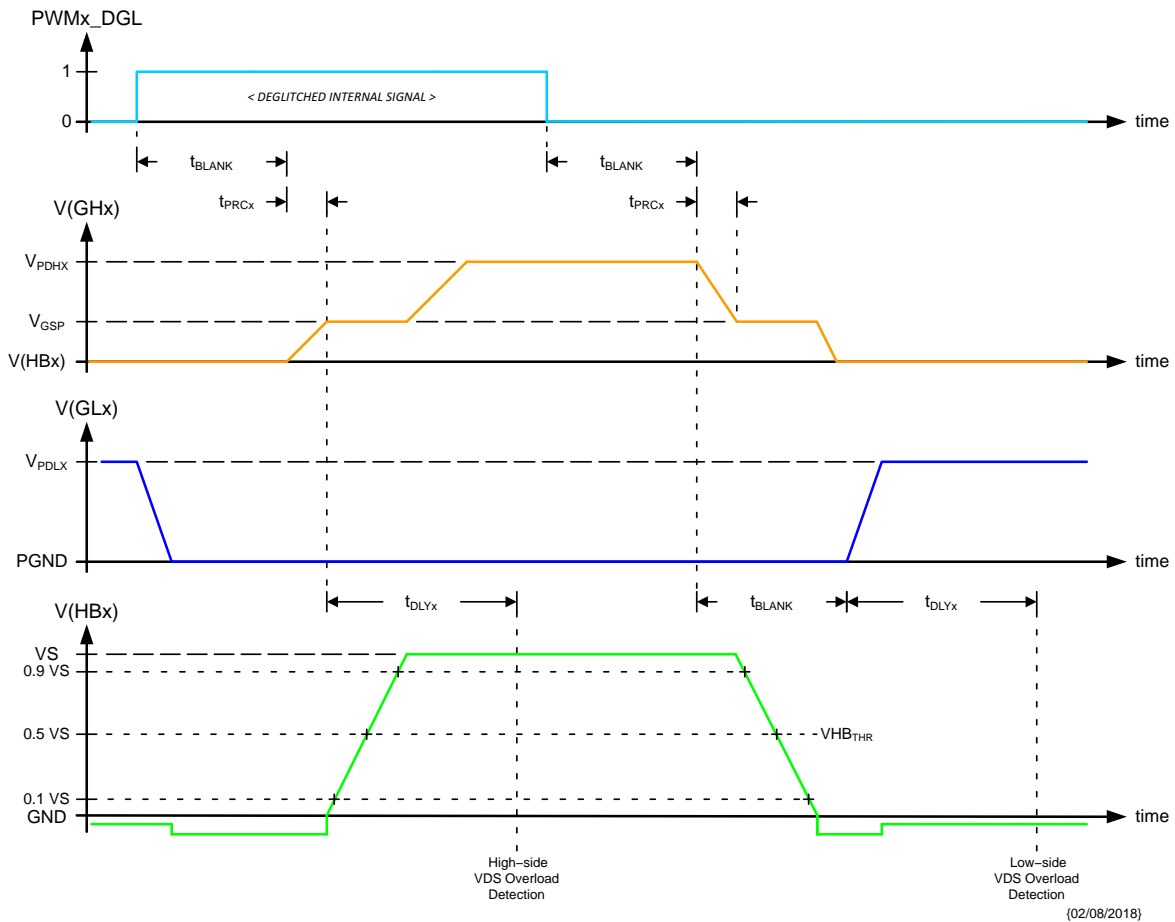 PWMx_DGL
1
< DEGLITCHED INTERNAL SIGNAL >
0
time
tBLANK
tBLANK
tPRCx
tPRCx
V(GHx)
VPDHX
VGSP
V(HBx)
time
V(GLx)
VPDLX
PGND
time
tDLYx
tBLANK
tDLYx
V(HBx)
VS
0.9 VS
0.5 VS
VHBTHR
0.1 VS
GND
time
High–side
VDS Overload
Detection
Low–side
VDS Overload
Detection
{02/08/2018}